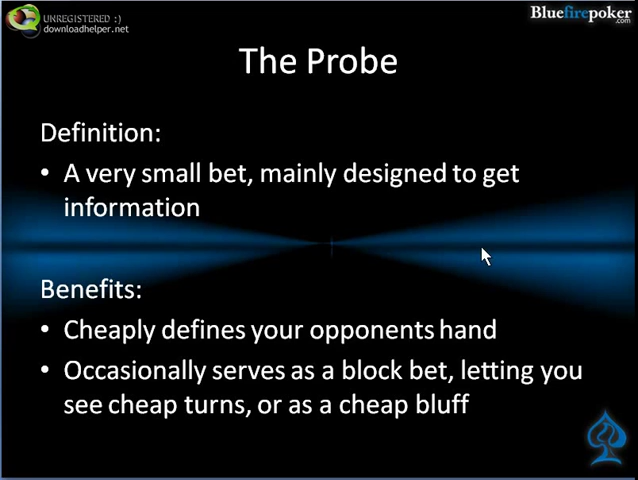 UNREGISTERED :)
downloadhelper.net
Bluefirepoker
.com
The Probe
Definition:
• A very small bet, mainly designed to get
information
Benefits:
• Cheaply defines your opponents hand
• Occasionally serves as a block bet, letting you
see cheap turns, or as a cheap bluff